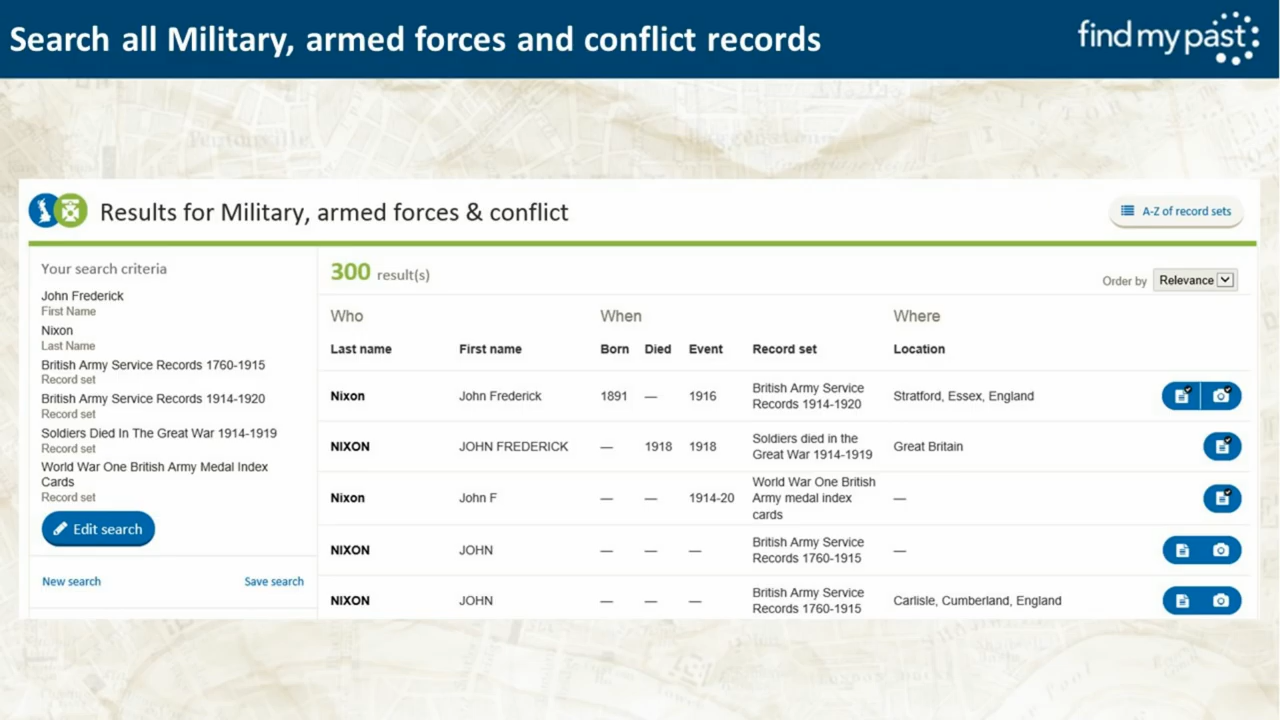 Search all Military, armed forces and conflict records
findmypast
Results for Military, armed forces & conflict
A-Z of record sets
Your search criteria
John Frederick
First Name
Nixon
Last Name
British Army Service Records 1760-1915
Record set
British Army Service Records 1914-1920
Record set
Soldiers Died In The Great War 1914-1919
Record set
World War One British Army Medal Index
Cards
Record set
Edit search
New search
Save search
300 result(s)
Order by Relevance
Who When Where
Last name First name Born Died Event Record set Location
Nixon John Frederick 1891 — 1916 British Army Service Stratford, Essex, England
Records 1914-1920
NIXON JOHN FREDERICK — 1918 1918 Soldiers died in the Great Britain
Great War 1914-1919
Nixon John F — — 1914-20 World War One British —
Army medal index
cards
NIXON JOHN — — — British Army Service —
Records 1760-1915
NIXON JOHN — — — British Army Service Carlisle, Cumberland, England
Records 1760-1915